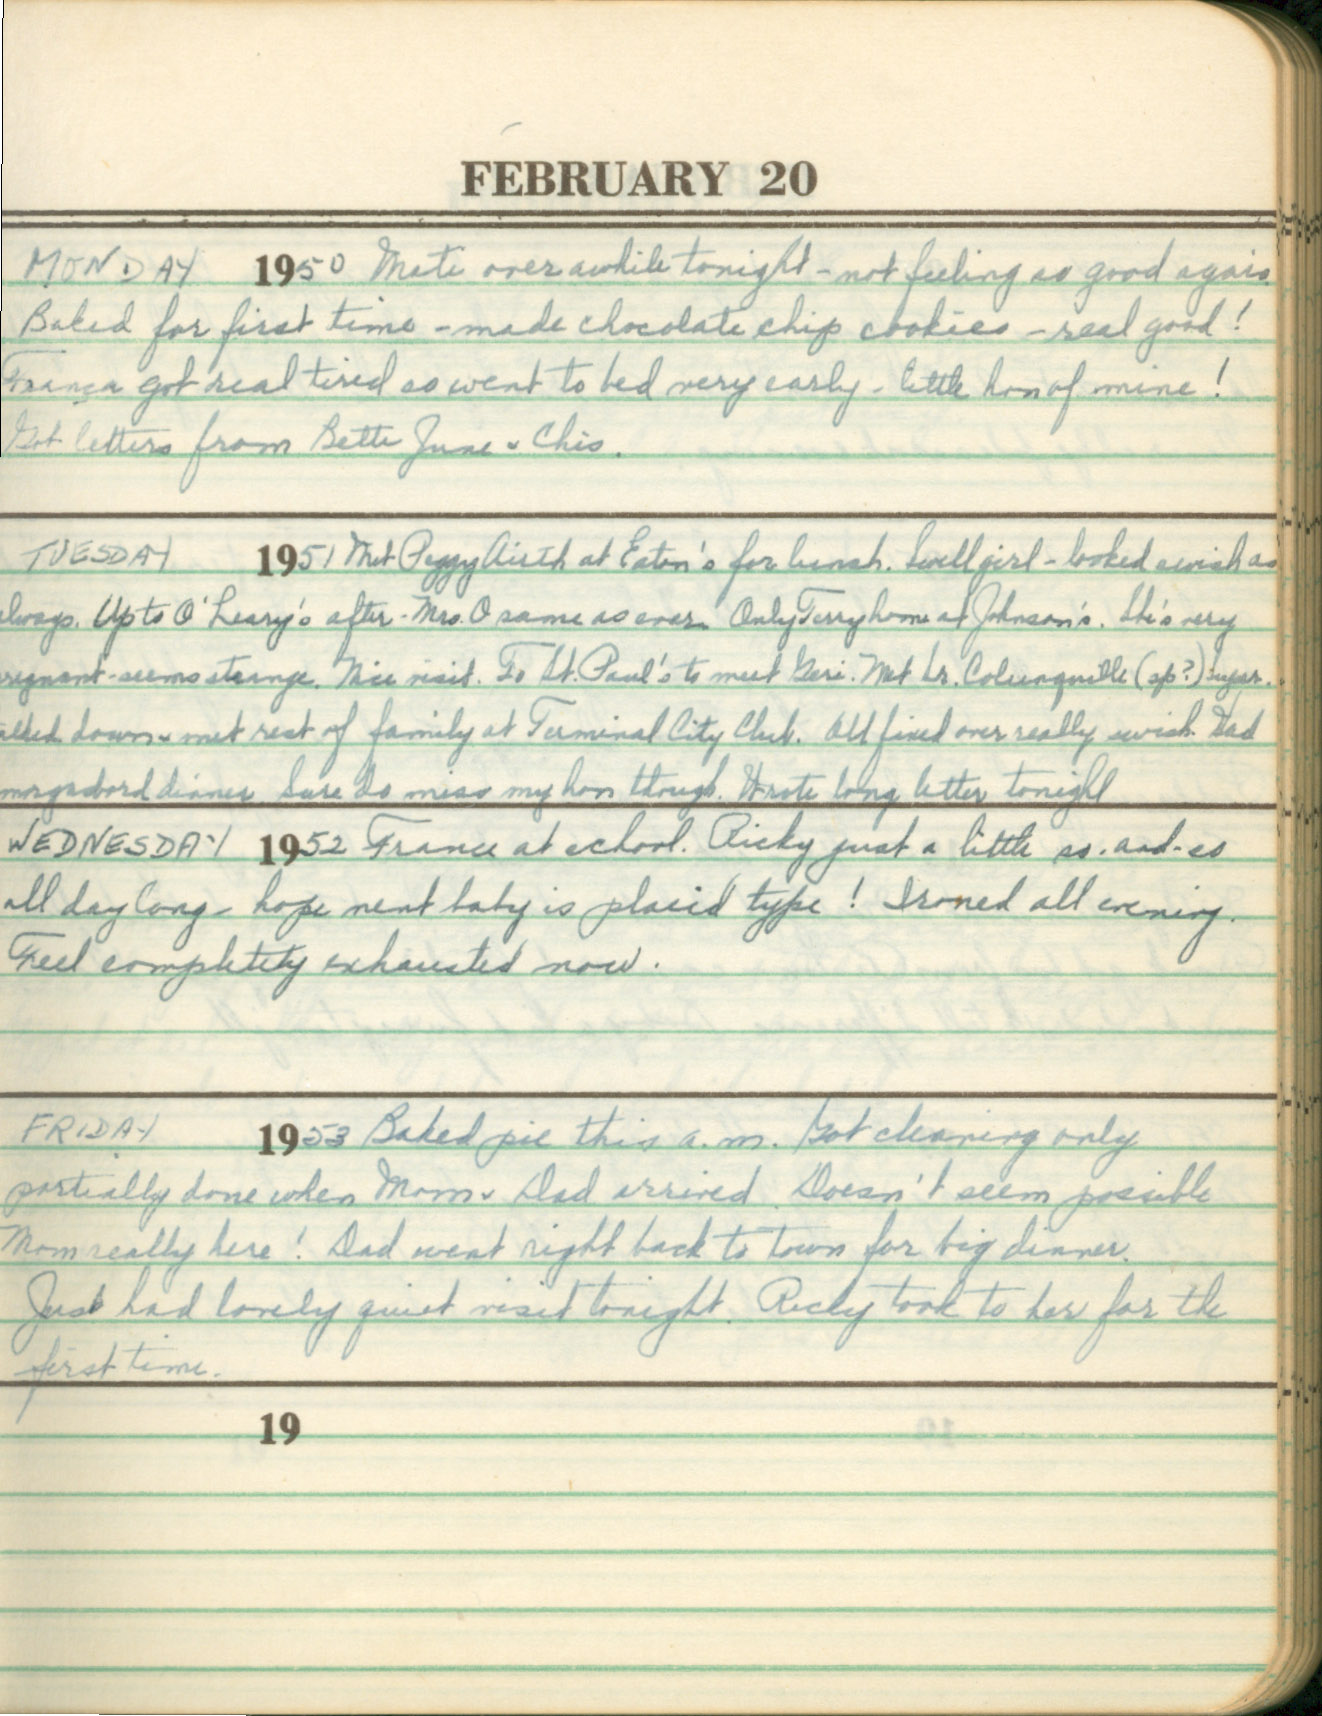 FEBRUARY 20
MONDAY 1950 Mate over awhile tonight - not feeling so good again
Baked for first time - made chocolate chip cookies - real good!
got real tired so went to bed very early - little hon of mine!
Got letters from Bette June & Chis.
TUESDAY 1951 Met Peggy Airth at Eaton's for lunch. Swell girl - looked swish as
always. Up to O'Leary's after - Mrs. O same as ever. Only Terry home at Johnson's. She's very
regnant - seems strange. Nice visit. To St. Paul's to meet Geri. Met Dr. (sp?)
alked down & met rest of family at Terminal City Club. All fixed over really swish. Had
morgasbord dinner. Sure do miss my hon though. Wrote long letter tonight
WEDNESDAY 1952 France at school. Ricky just a little so-and-so
all day long - hope next baby is placid type! Ironed all evening.
Feel completely exhausted now.
FRIDAY 1953 Baked pie this a.m. Got cleaning only
partially done when Mom & Dad arrived. Doesn't seem possible
Mom really here! Dad went right back to town for big dinner.
Just had lovely quiet visit tonight. Ricky took to her for the
first time.
19